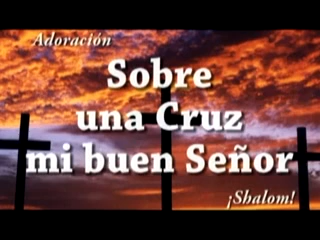 Adoración
Sobre
una Cruz
mi buen Señor
¡Shalom!